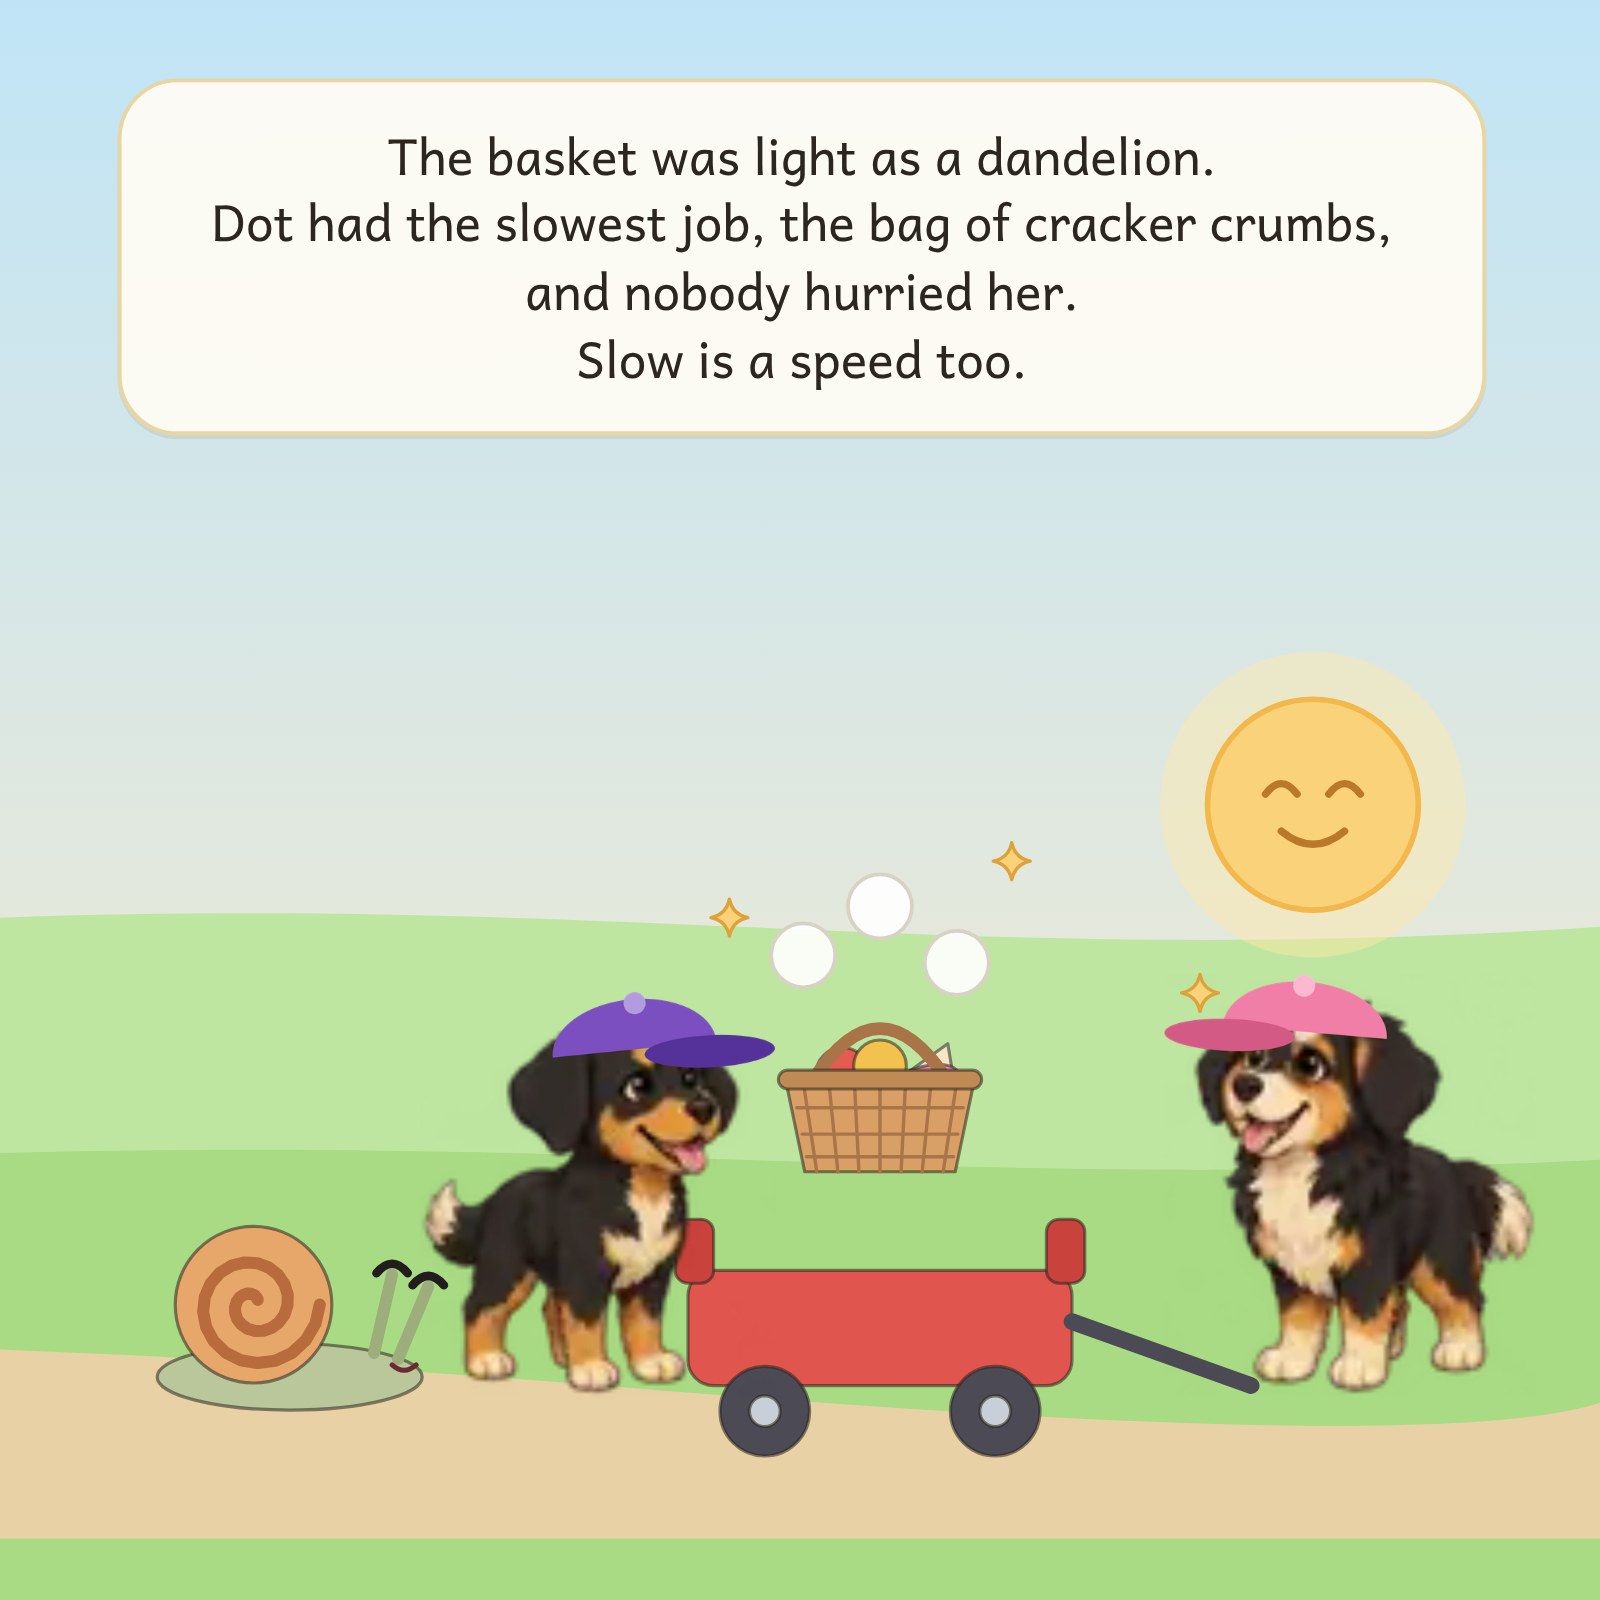 The basket was light as a dandelion.
Dot had the slowest job, the bag of cracker crumbs,
and nobody hurried her.
Slow is a speed too.